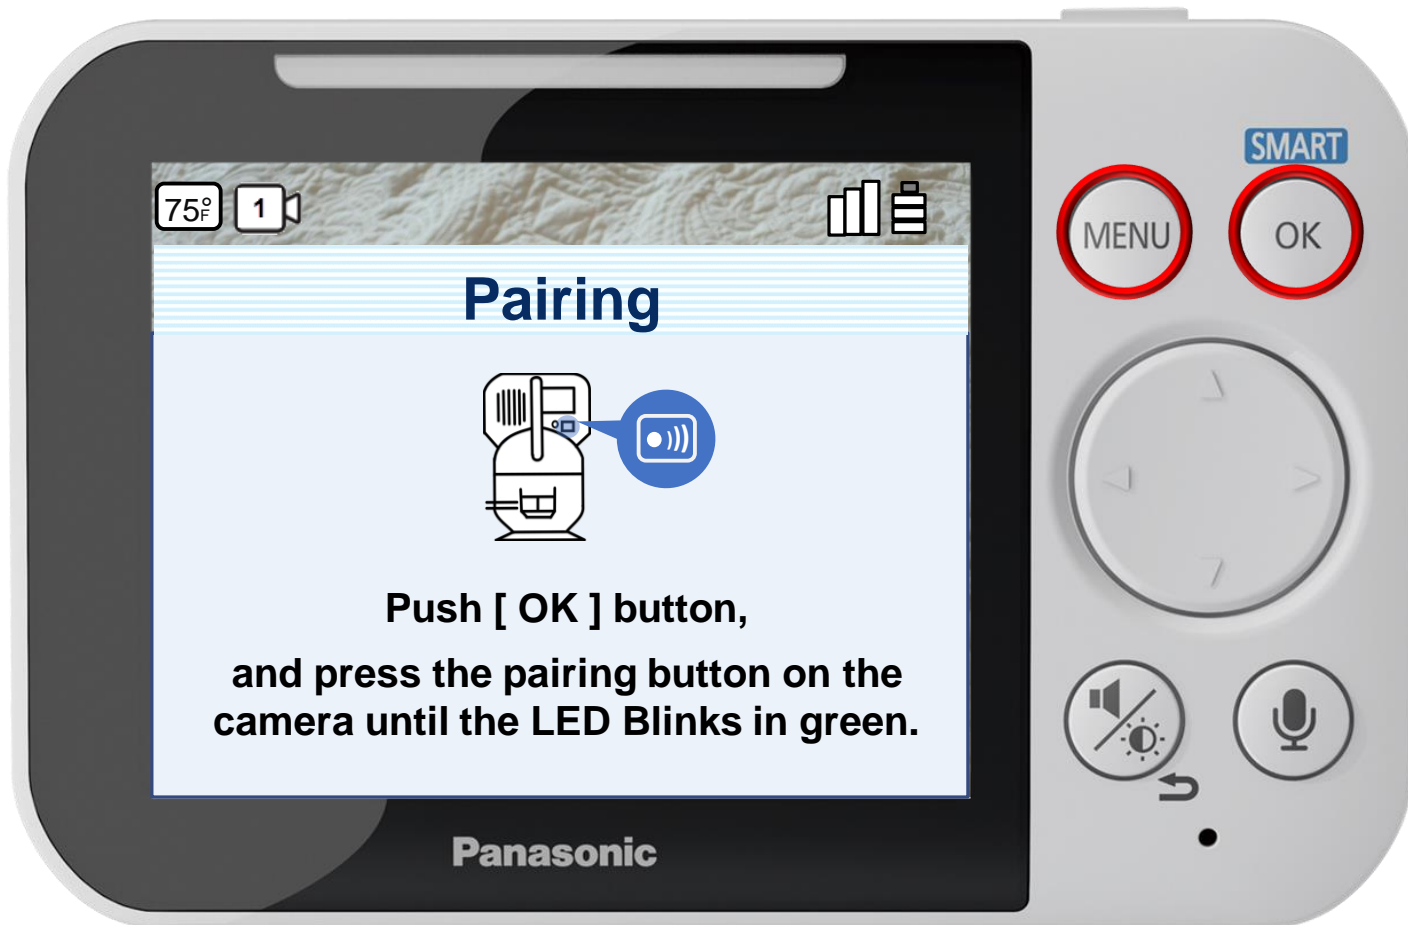 SMART
75°F 1
MENU OK
Pairing
Push [ OK ] button,
and press the pairing button on the
camera until the LED Blinks in green.
Panasonic